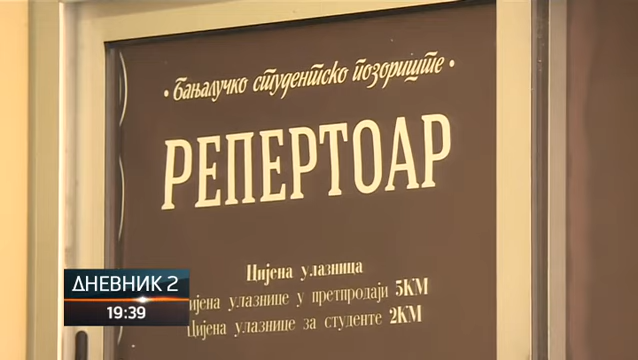 • бањалучко студентско позориште •
РЕПЕРТОАР
Цијена улазница
ијена улазнице у претпродаји 5КМ
Цијена улазнице за студенте 2КМ
ДНЕВНИК 2
19:39